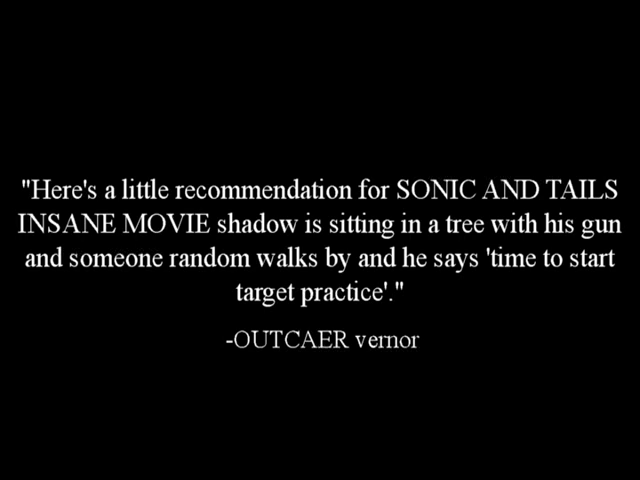 "Here's a little recommendation for SONIC AND TAILS
INSANE MOVIE shadow is sitting in a tree with his gun
and someone random walks by and he says 'time to start
target practice'."
-OUTCAER vernor